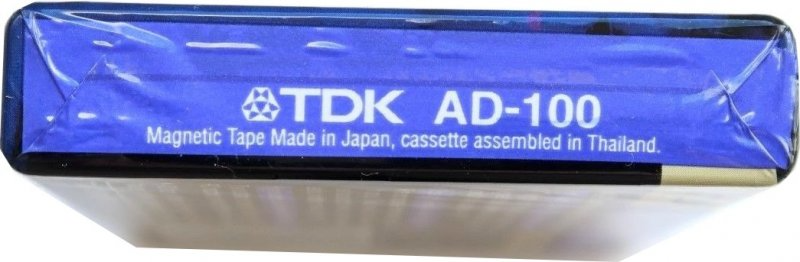 TDK AD-100
Magnetic Tape Made in Japan, cassette assembled in Thailand.